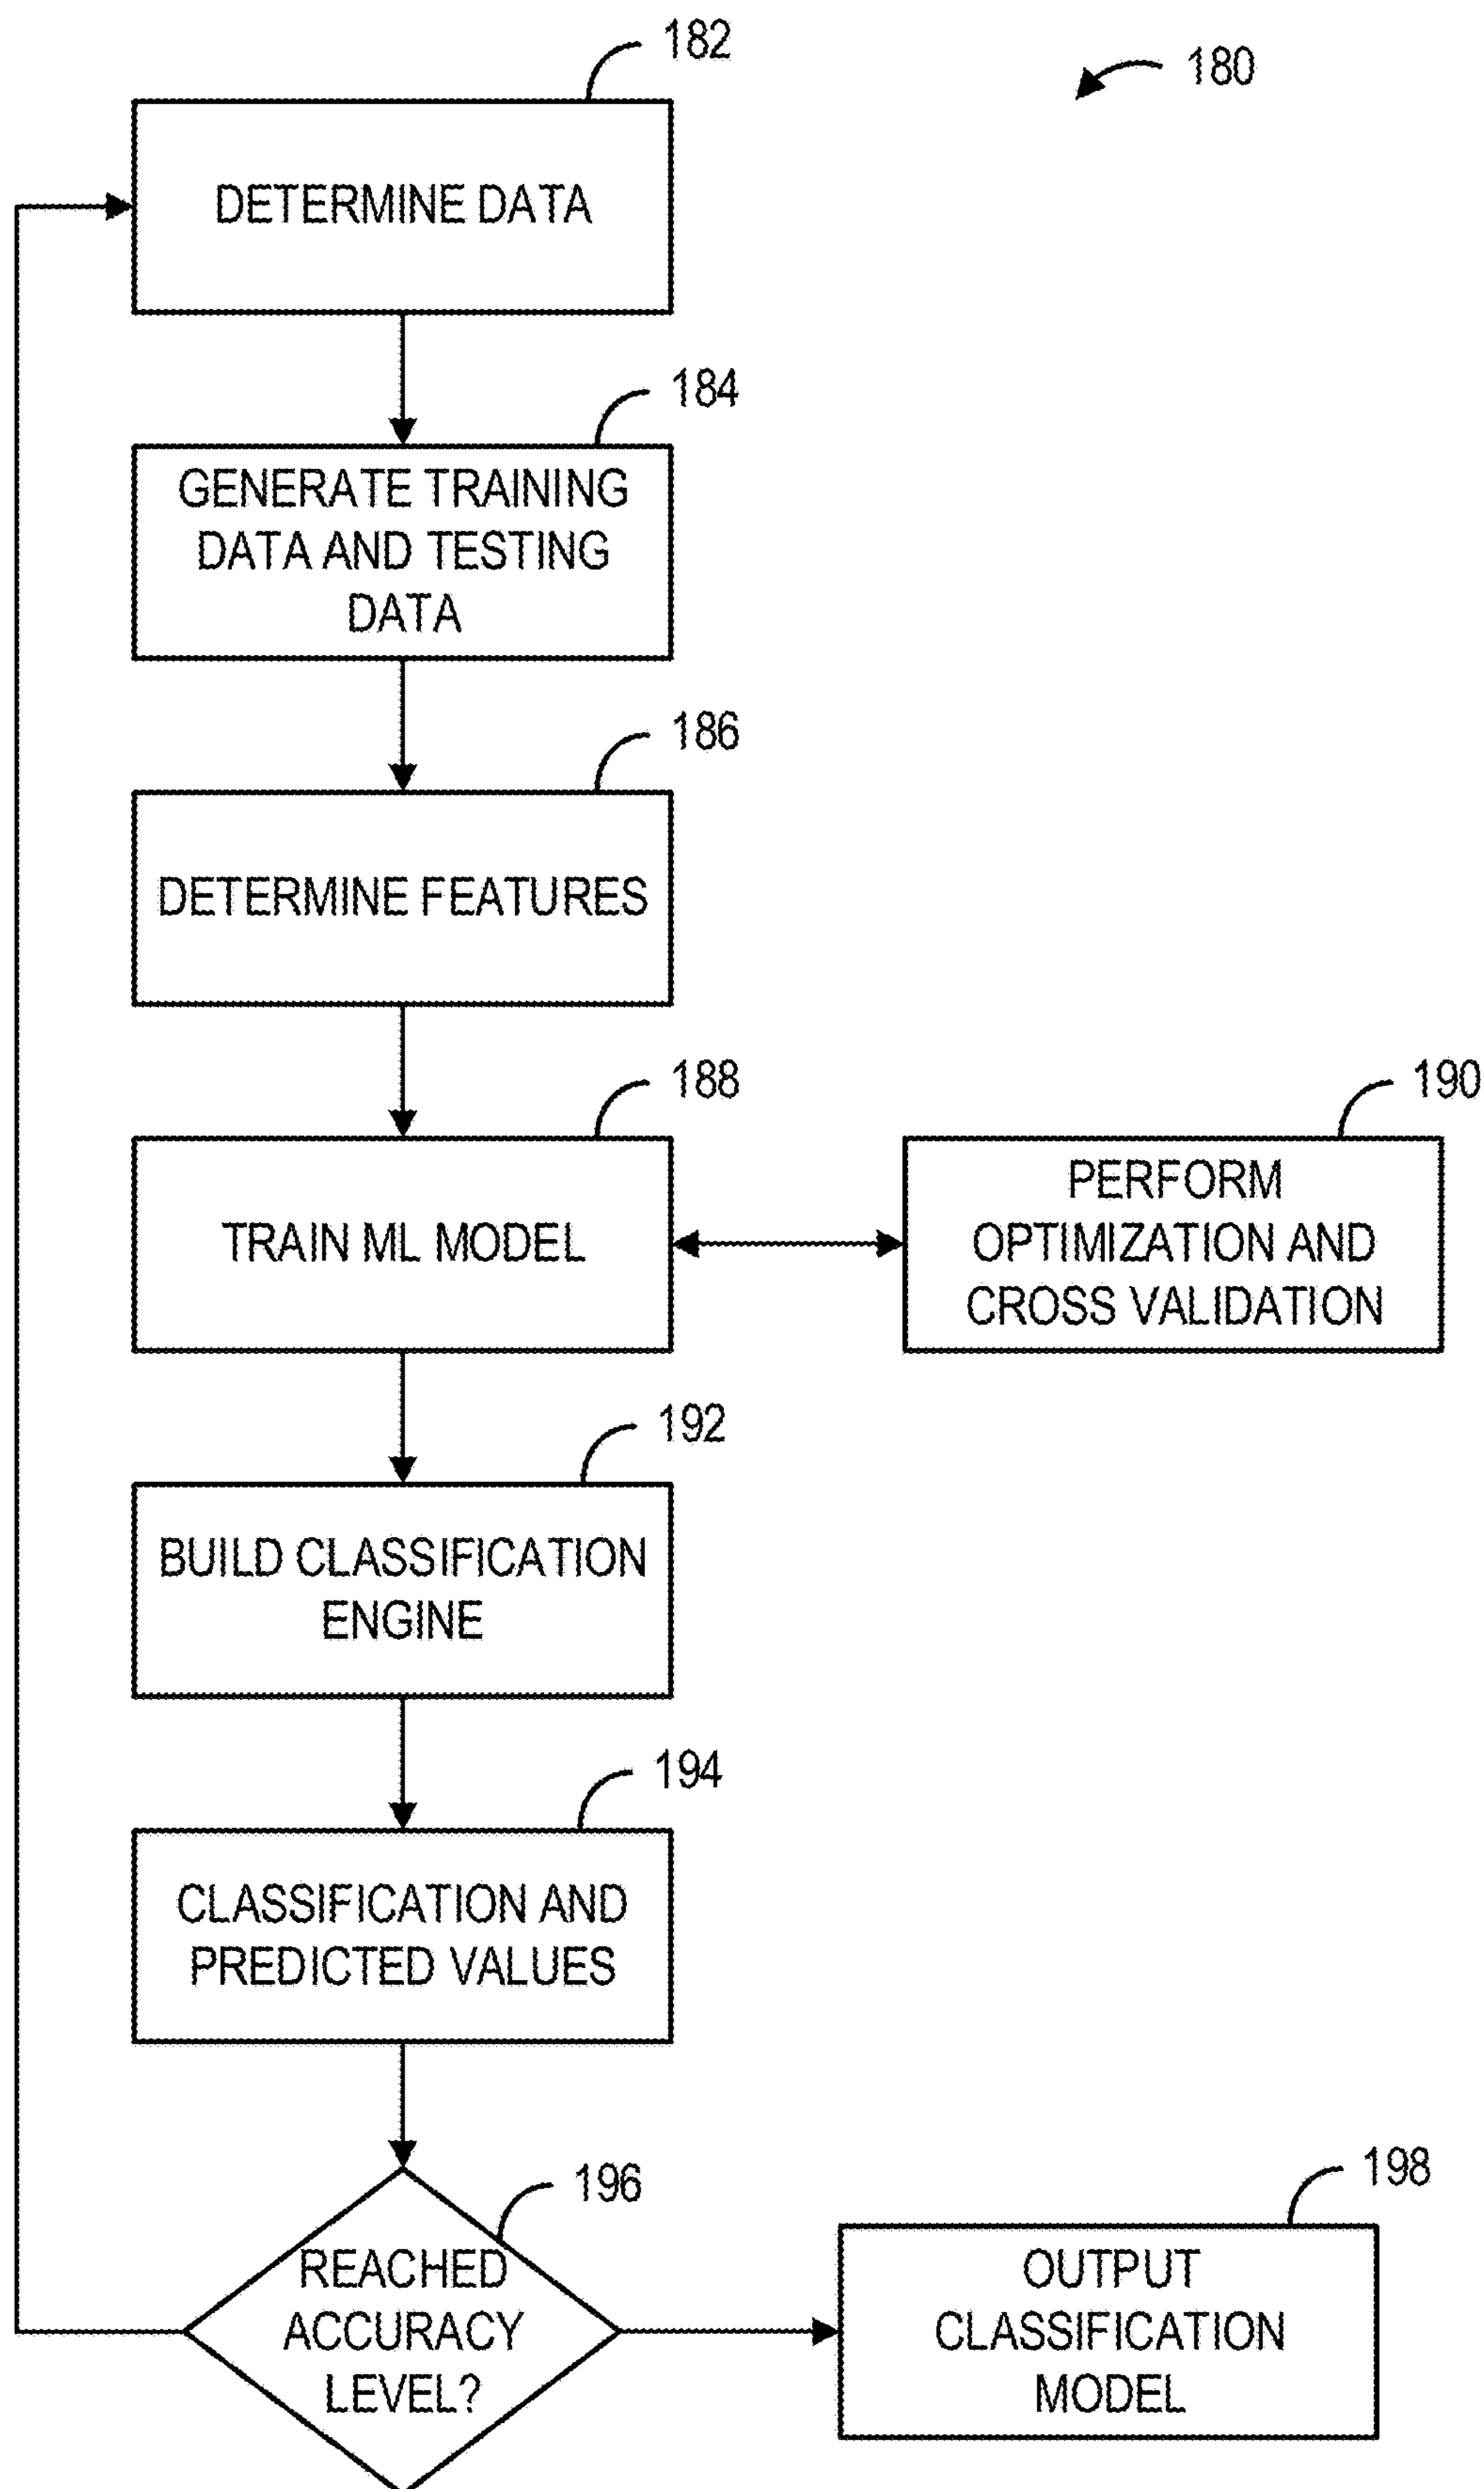 182
180
DETERMINE DATA
184
GENERATE TRAINING
DATA AND TESTING
DATA
186
DETERMINE FEATURES
188
190
TRAIN ML MODEL
PERFORM
OPTIMIZATION AND
CROSS VALIDATION
192
BUILD CLASSIFICATION
ENGINE
194
CLASSIFICATION AND
PREDICTED VALUES
196
198
REACHED
ACCURACY
LEVEL?
OUTPUT
CLASSIFICATION
MODEL